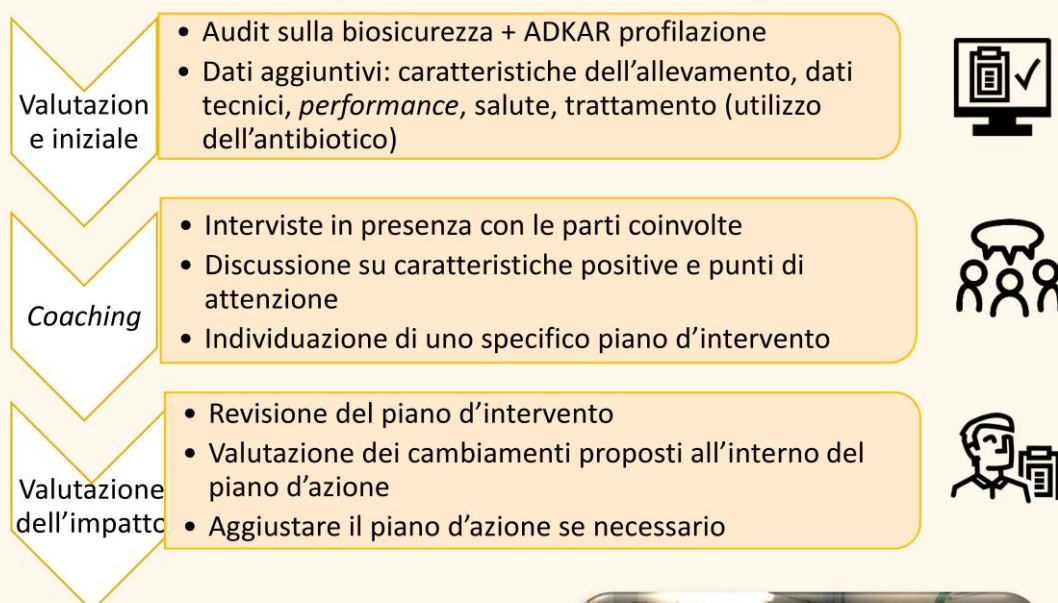 Valutazion
e iniziale
• Audit sulla biosicurezza + ADKAR profilazione
• Dati aggiuntivi: caratteristiche dell'allevamento, dati
tecnici, performance, salute, trattamento (utilizzo
dell'antibiotico)
Coaching
• Interviste in presenza con le parti coinvolte
• Discussione su caratteristiche positive e punti di
attenzione
• Individuazione di uno specifico piano d'intervento
Valutazione
dell'impatto
• Revisione del piano d'intervento
• Valutazione dei cambiamenti proposti all'interno del
piano d'azione
• Aggiustare il piano d'azione se necessario